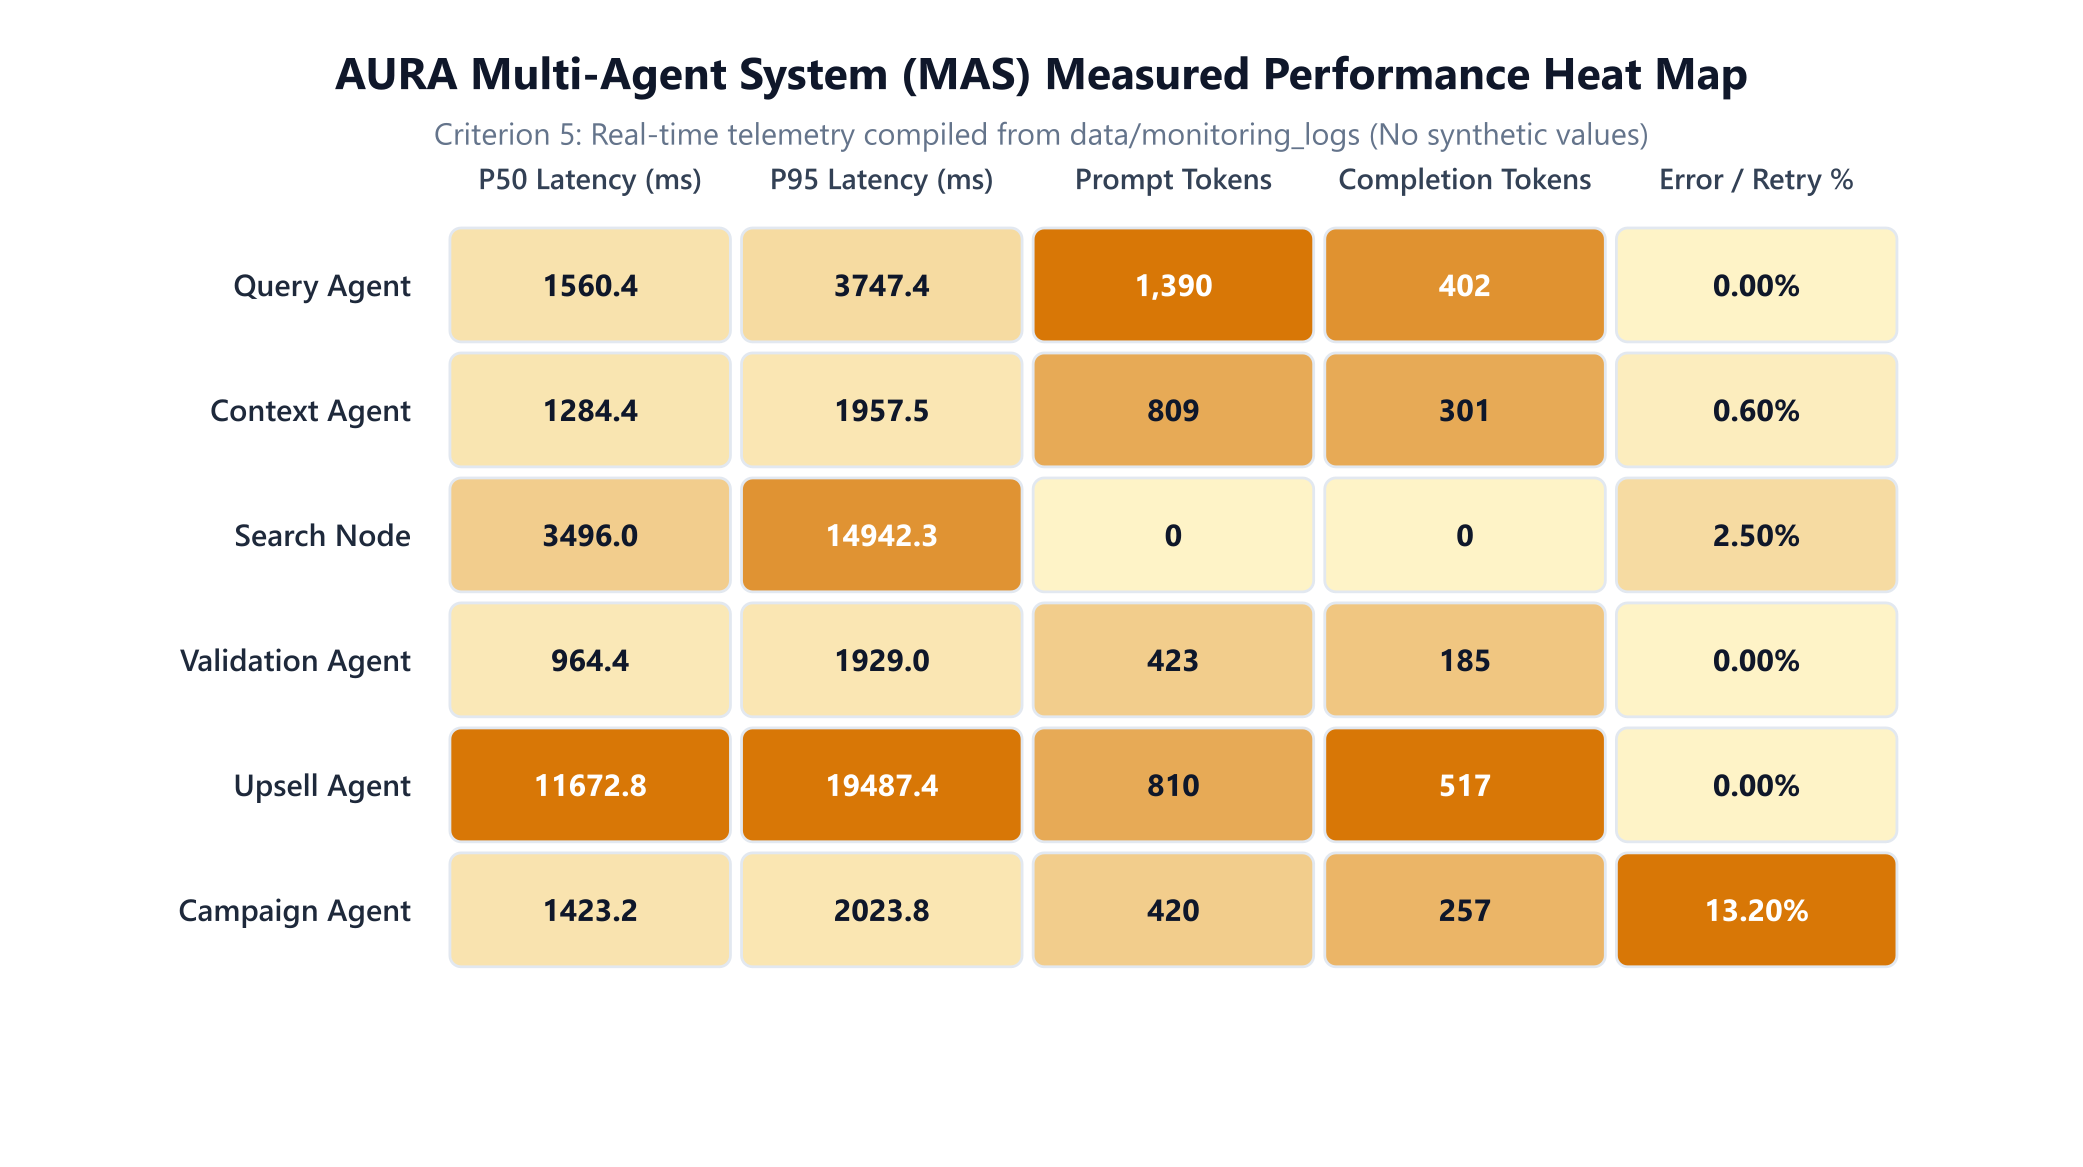 AURA Multi-Agent System (MAS) Measured Performance Heat Map
Criterion 5: Real-time telemetry compiled from data/monitoring_logs (No synthetic values)
P50 Latency (ms) P95 Latency (ms) Prompt Tokens Completion Tokens Error / Retry %
Query Agent 1560.4 3747.4 1,390 402 0.00%
Context Agent 1284.4 1957.5 809 301 0.60%
Search Node 3496.0 14942.3 0 0 2.50%
Validation Agent 964.4 1929.0 423 185 0.00%
Upsell Agent 11672.8 19487.4 810 517 0.00%
Campaign Agent 1423.2 2023.8 420 257 13.20%